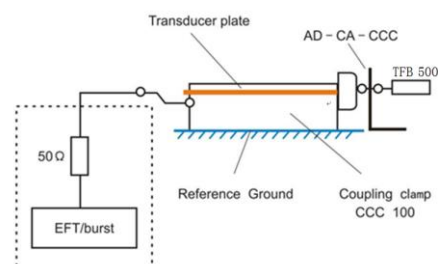 Transducer plate
AD - CA - CCC
TFB 500
50Ω
EFT/burst
Reference Ground
Coupling clamp
CCC 100